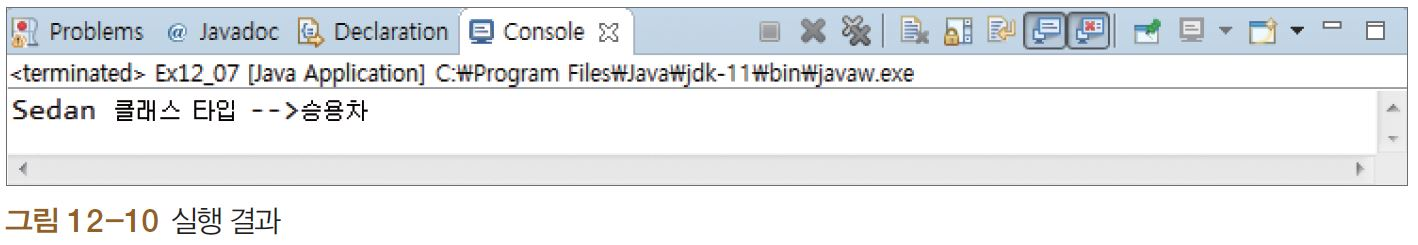 Problems @ Javadoc Declaration Console
<terminated> Ex12_07 [Java Application] C:₩Program Files₩Java₩jdk-11₩bin₩javaw.exe
Sedan 클래스 타입 -->승용차
그림 12-10 실행 결과